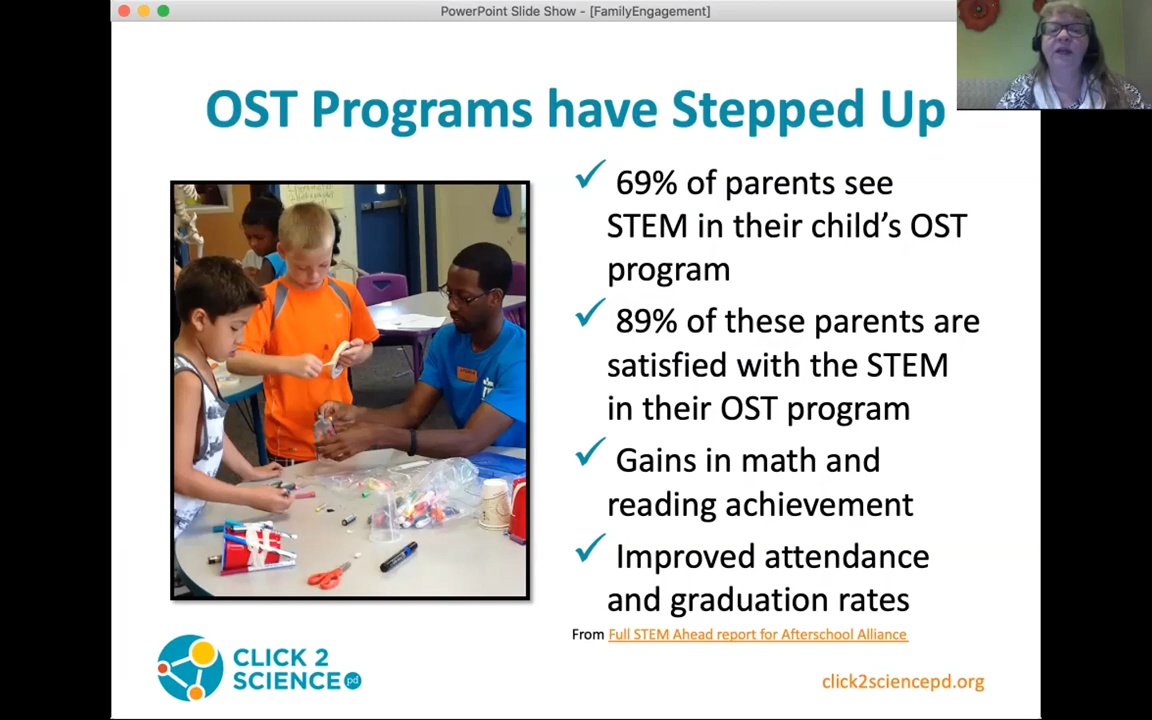 PowerPoint Slide Show - [FamilyEngagement]
OST Programs have Stepped Up
✓ 69% of parents see
STEM in their child’s OST
program
✓ 89% of these parents are
satisfied with the STEM
in their OST program
✓ Gains in math and
reading achievement
✓ Improved attendance
and graduation rates
From Full STEM Ahead report for Afterschool Alliance
CLICK 2
SCIENCE pd
click2sciencepd.org